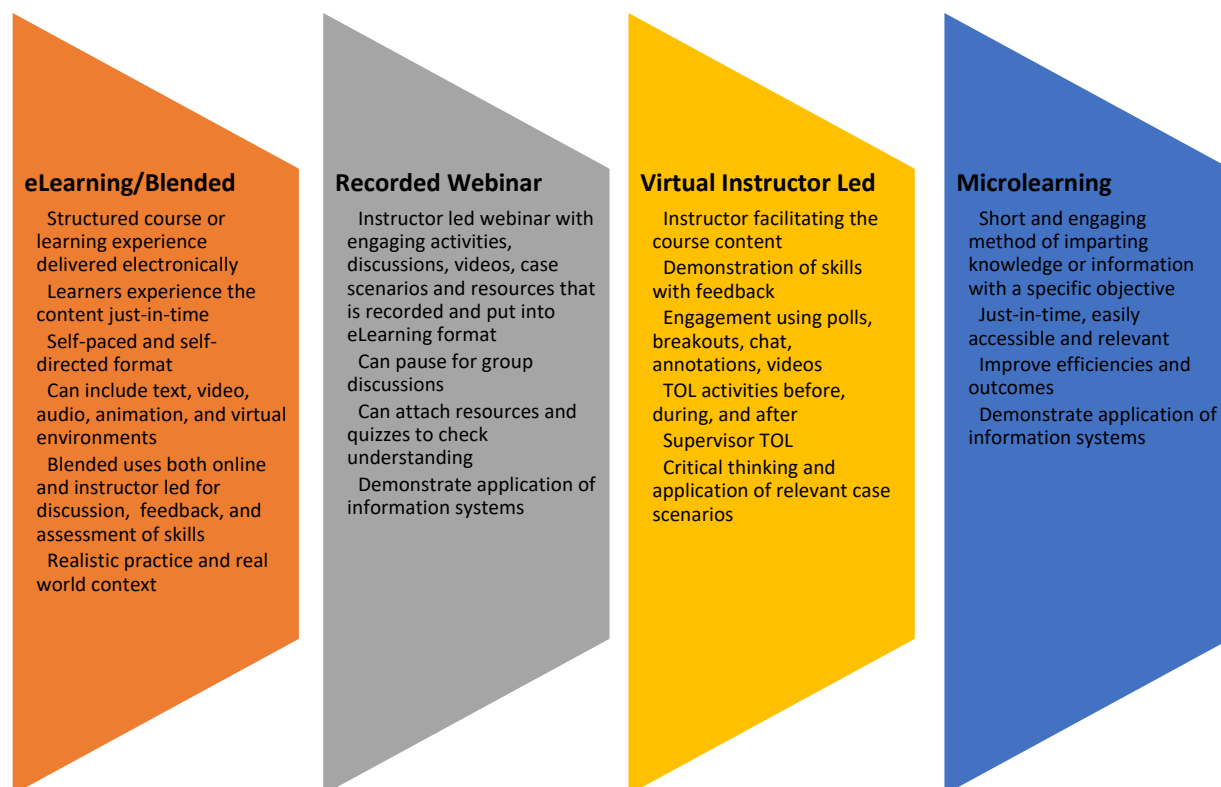 eLearning/Blended
Structured course or
learning experience
delivered electronically
Learners experience the
content just-in-time
Self-paced and self-
directed format
Can include text, video,
audio, animation, and virtual
environments
Blended uses both online
and instructor led for
discussion, feedback, and
assessment of skills
Realistic practice and real
world context
Recorded Webinar
Instructor led webinar with
engaging activities,
discussions, videos, case
scenarios and resources that
is recorded and put into
eLearning format
Can pause for group
discussions
Can attach resources and
quizzes to check
understanding
Demonstrate application of
information systems
Virtual Instructor Led
Instructor facilitating the
course content
Demonstration of skills
with feedback
Engagement using polls,
breakouts, chat,
annotations, videos
TOL activities before,
during, and after
Supervisor TOL
Critical thinking and
application of relevant case
scenarios
Microlearning
Short and engaging
method of imparting
knowledge or information
with a specific objective
Just-in-time, easily
accessible and relevant
Improve efficiencies and
outcomes
Demonstrate application of
information systems